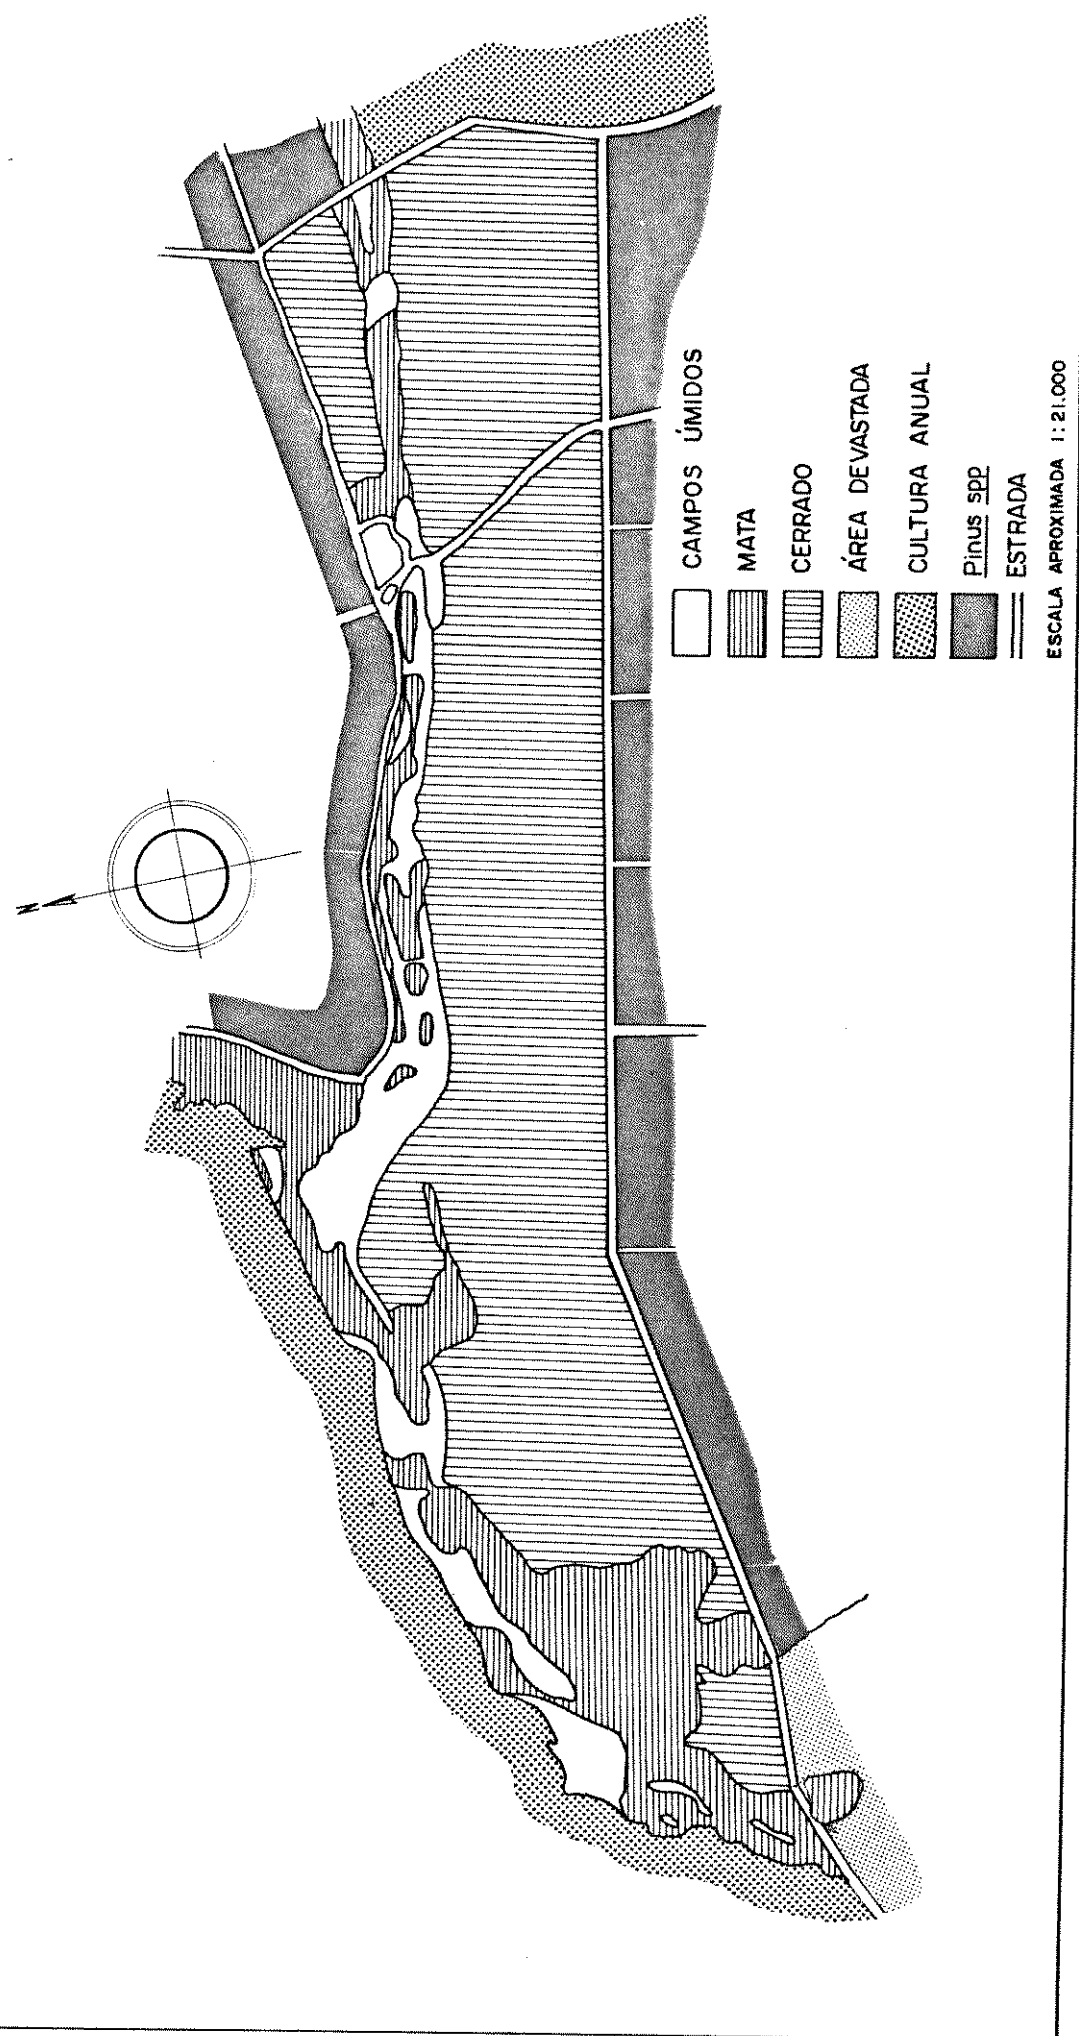 N
CAMPOS ÚMIDOS
MATA
CERRADO
ÁREA DEVASTADA
CULTURA ANUAL
Pinus spp
ESTRADA
ESCALA APROXIMADA 1:21.000